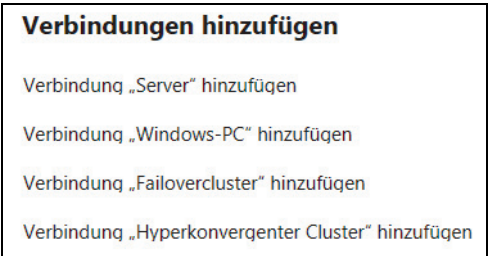 Verbindungen hinzufügen
Verbindung „Server“ hinzufügen
Verbindung „Windows-PC“ hinzufügen
Verbindung „Failovercluster“ hinzufügen
Verbindung „Hyperkonvergenter Cluster“ hinzufügen